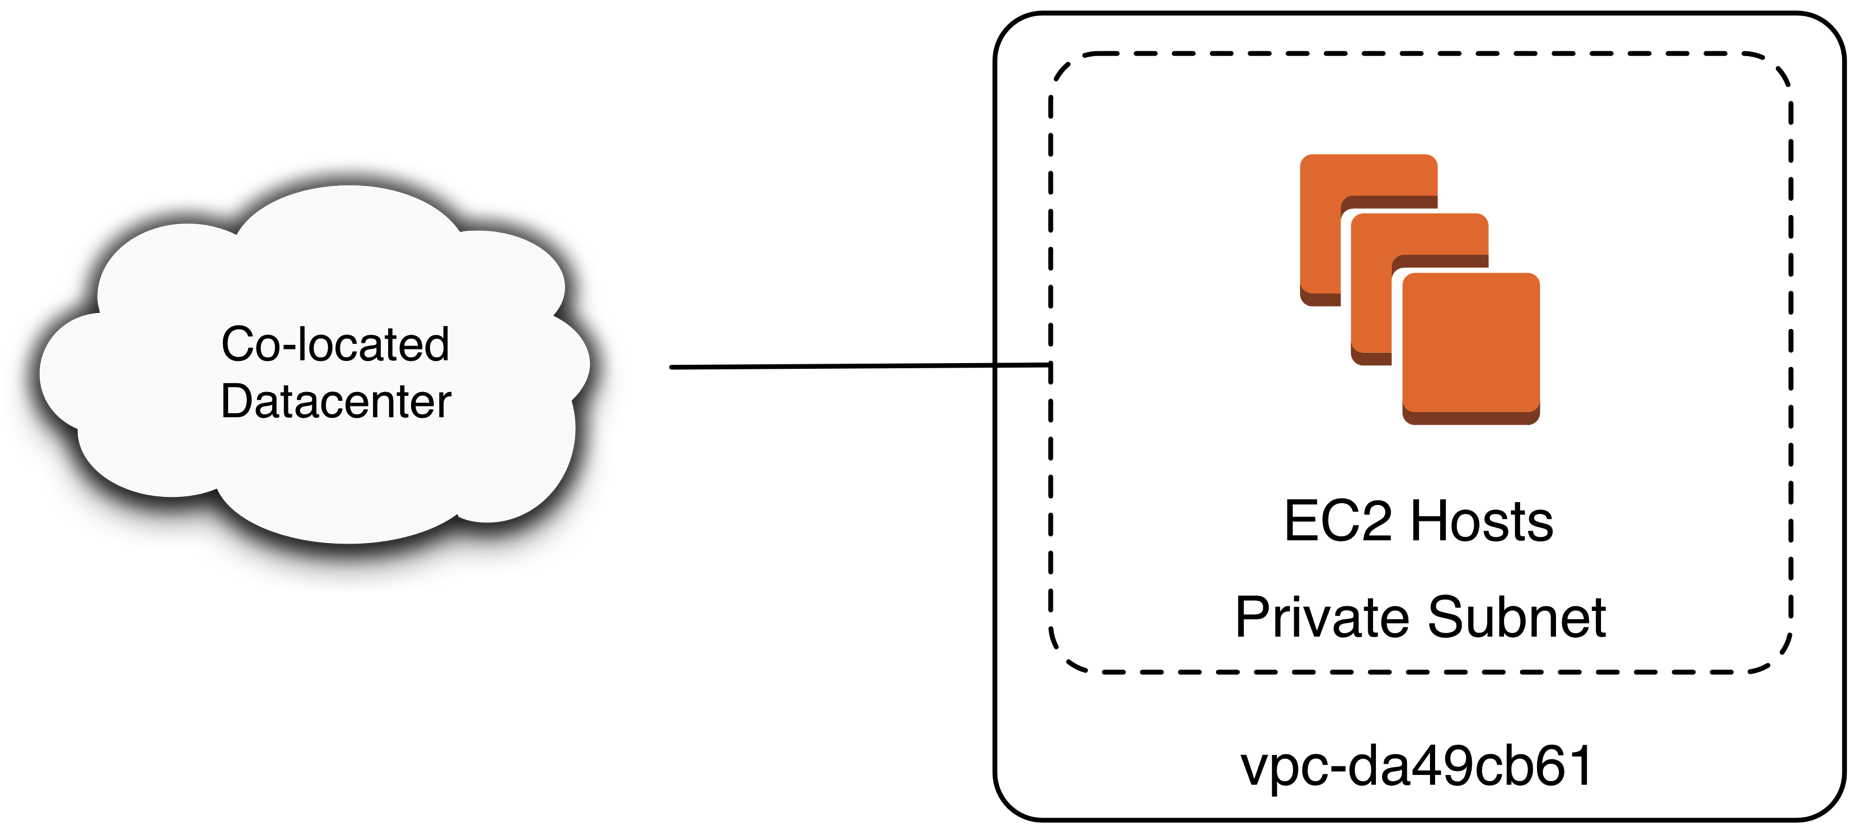 Co-located
Datacenter
EC2 Hosts
Private Subnet
vpc-da49cb61